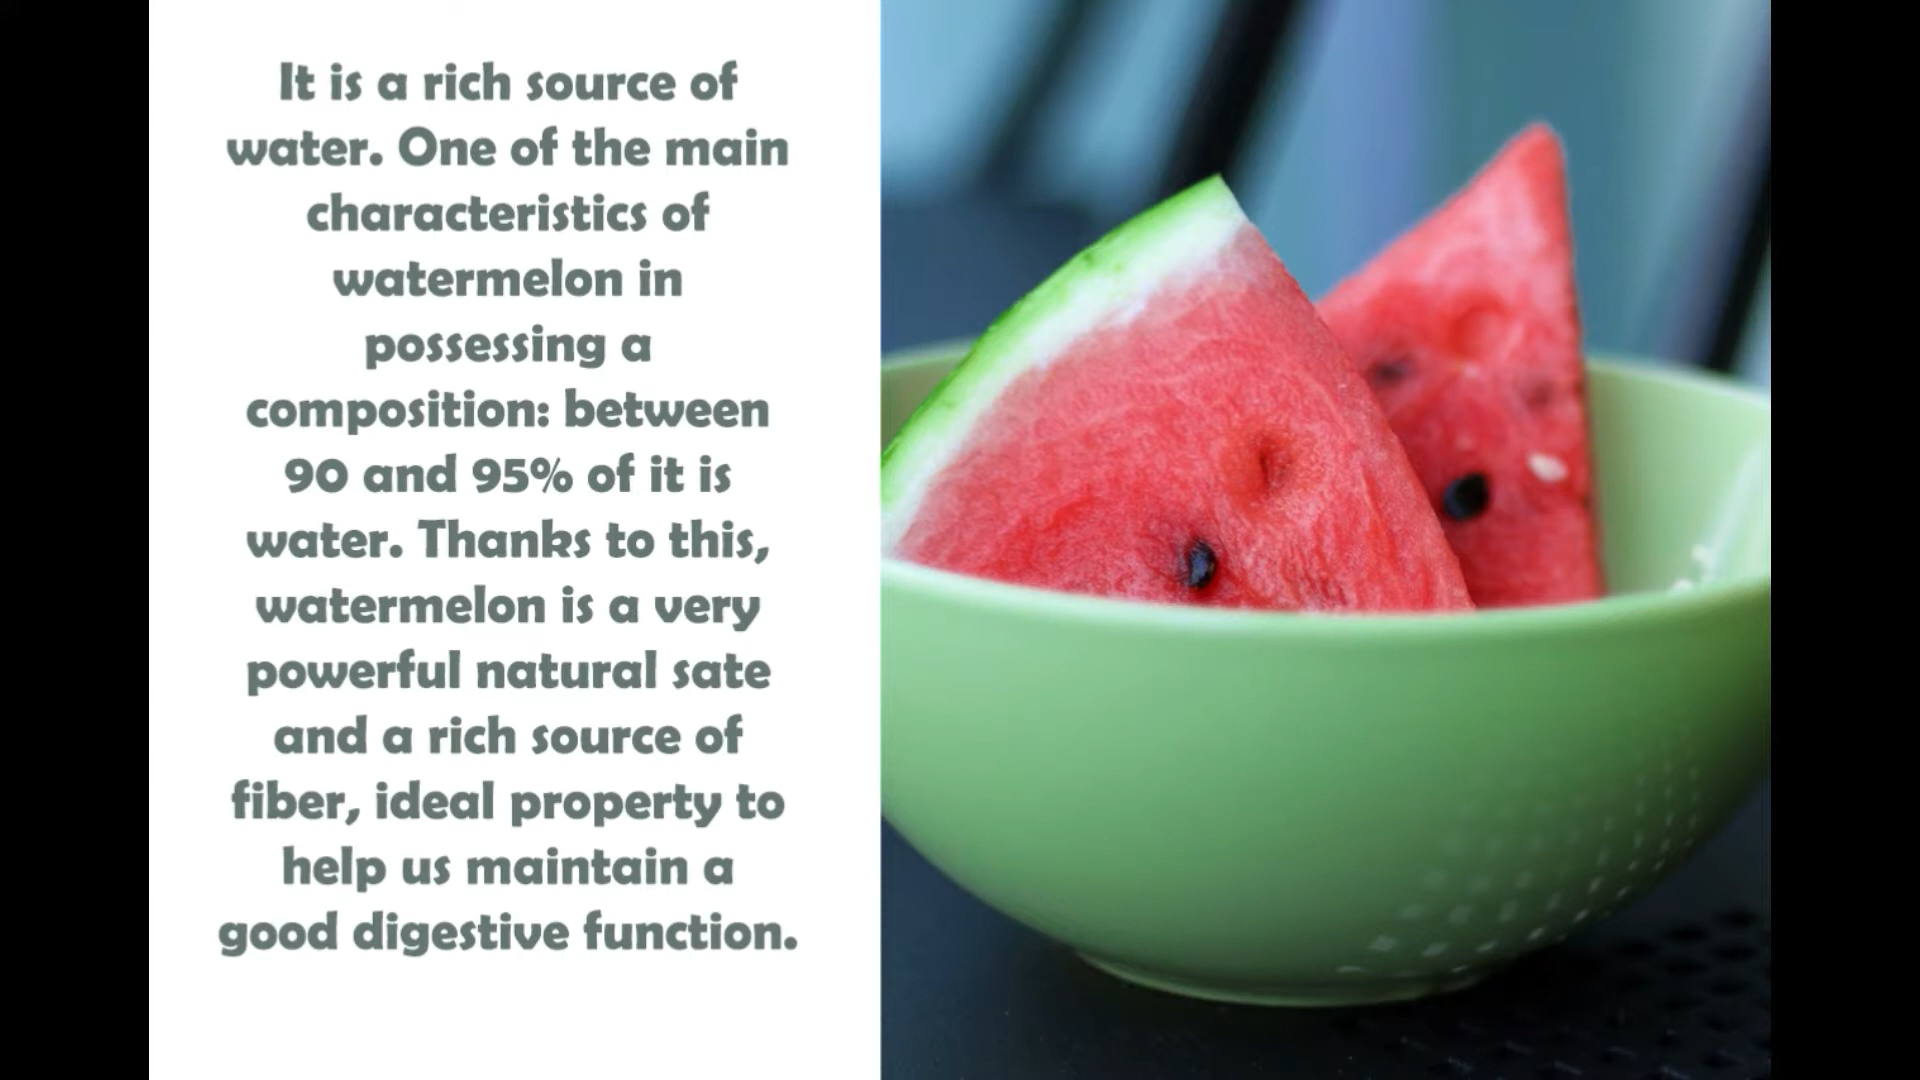 It is a rich source of
water. One of the main
characteristics of
watermelon in
possessing a
composition: between
90 and 95% of it is
water. Thanks to this,
watermelon is a very
powerful natural sate
and a rich source of
fiber, ideal property to
help us maintain a
good digestive function.